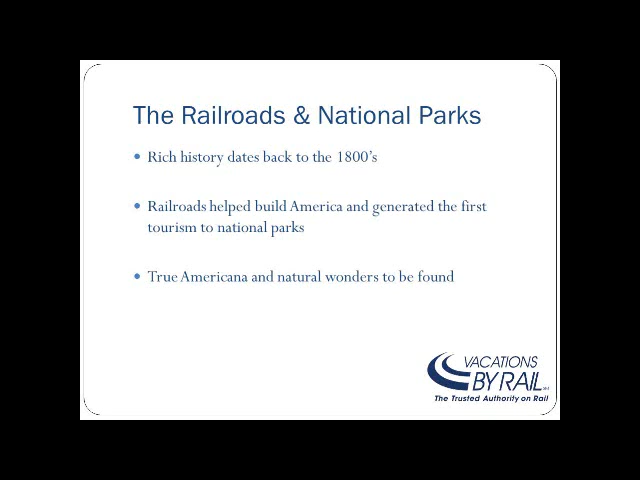 The Railroads & National Parks
• Rich history dates back to the 1800's
• Railroads helped build America and generated the first
tourism to national parks
• True Americana and natural wonders to be found
VACATIONS
BY RAIL SM
The Trusted Authority on Rail